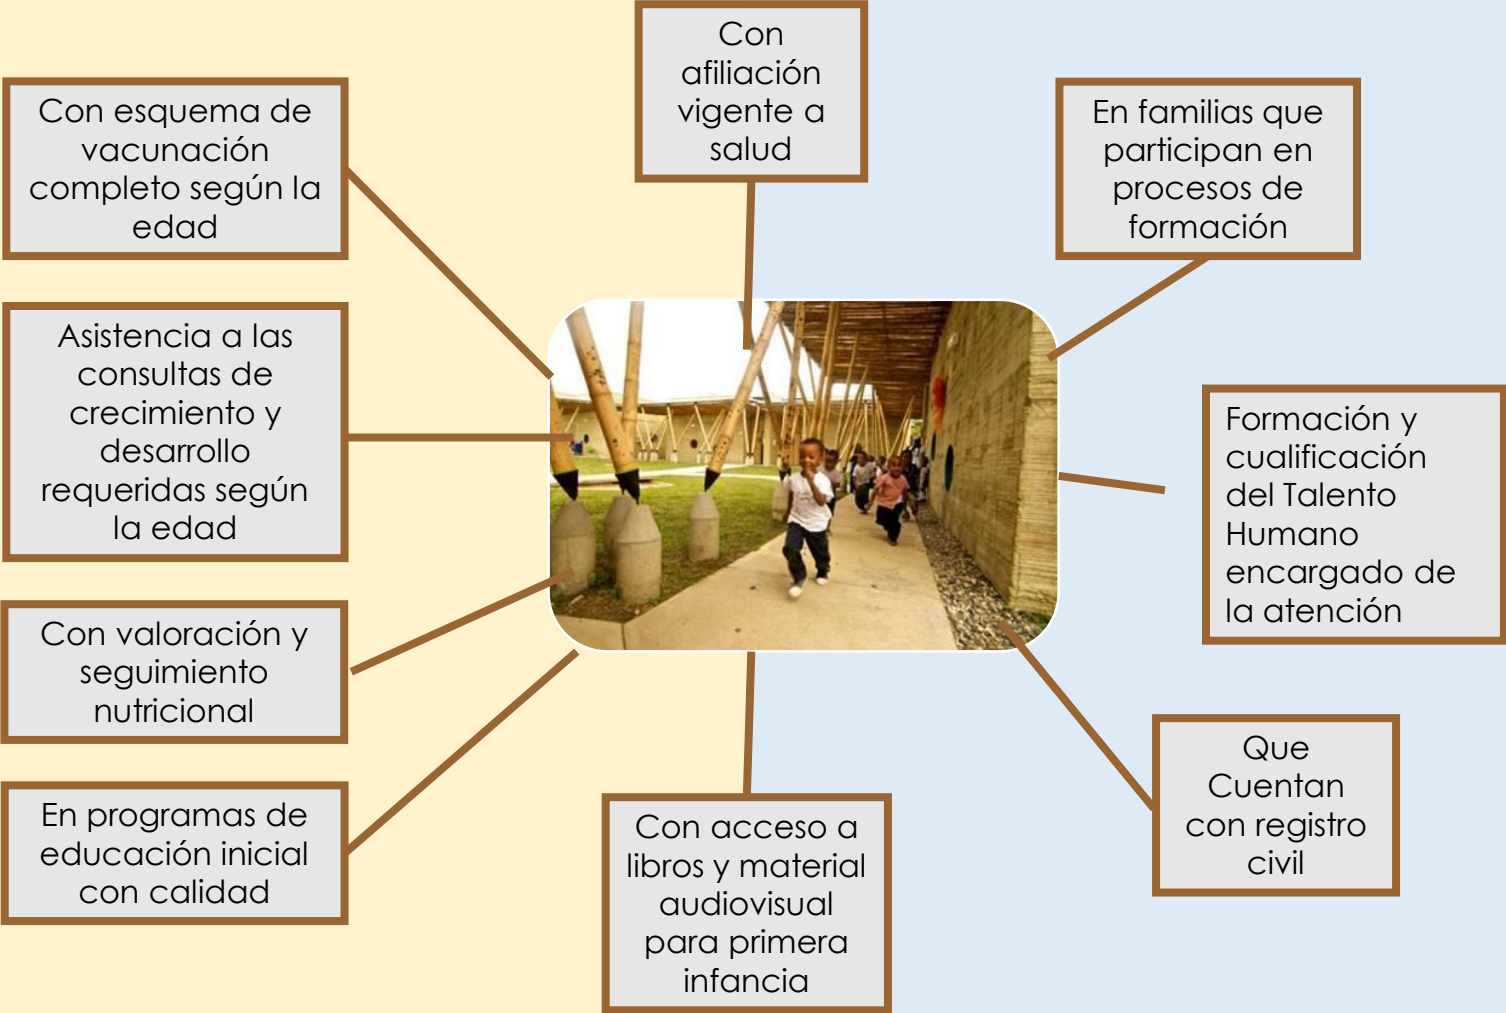 Con
afiliación
vigente a
salud
Con esquema de
vacunación
completo según la
edad
En familias que
participan en
procesos de
formación
Asistencia a las
consultas de
crecimiento y
desarrollo
requeridas según
la edad
Formación y
cualificación
del Talento
Humano
encargado de
la atención
Con valoración y
seguimiento
nutricional
Que
Cuentan
con registro
civil
En programas de
educación inicial
con calidad
Con acceso a
libros y material
audiovisual
para primera
infancia